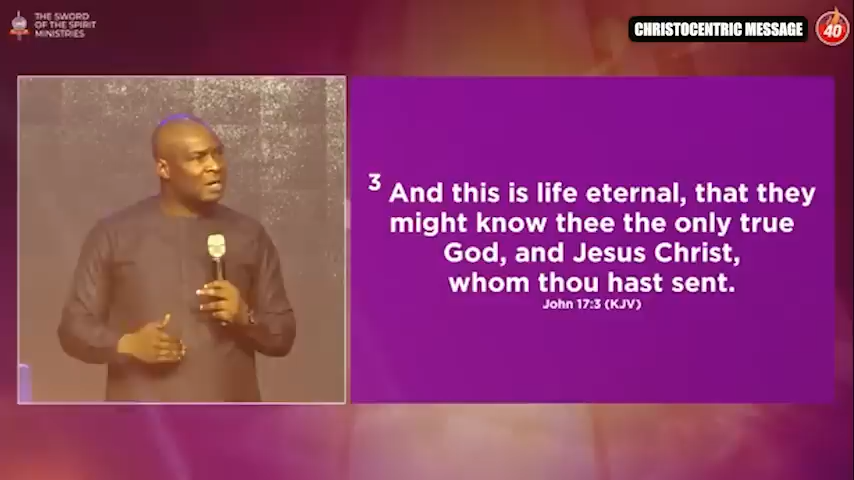 THE SWORD
OF THE SPIRIT
MINISTRIES
CHRISTOCENTRIC MESSAGE
40
3 And this is life eternal, that they
might know thee the only true
God, and Jesus Christ,
whom thou hast sent.
John 17:3 (KJV)